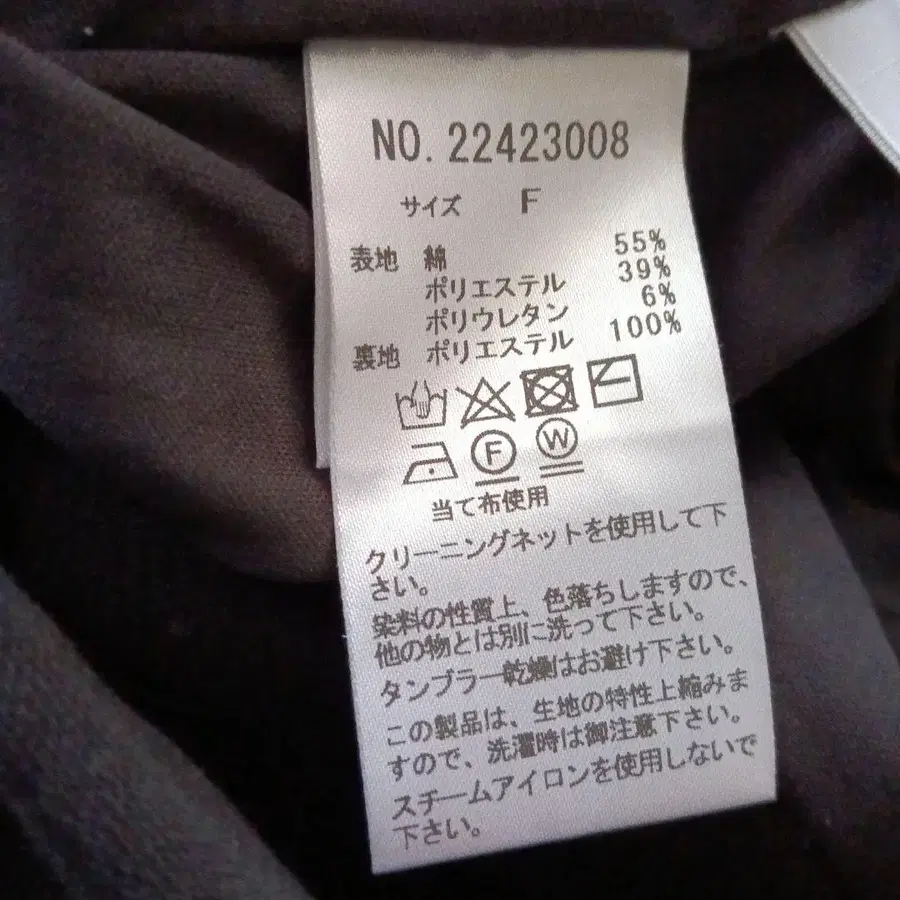 NO. 22423008
サイズ F
表地 綿 55%
ポリエステル 39%
ポリウレタン 6%
裏地 ポリエステル 100%
F W
当て布使用
クリーニングネットを使用して下
さい。
染料の性質上、色落ちしますので、
他の物とは別に洗って下さい。
タンブラー乾燥はお避け下さい。
この製品は、生地の特性上縮みま
すので、洗濯時は御注意下さい。
スチームアイロンを使用しないで
下さい。